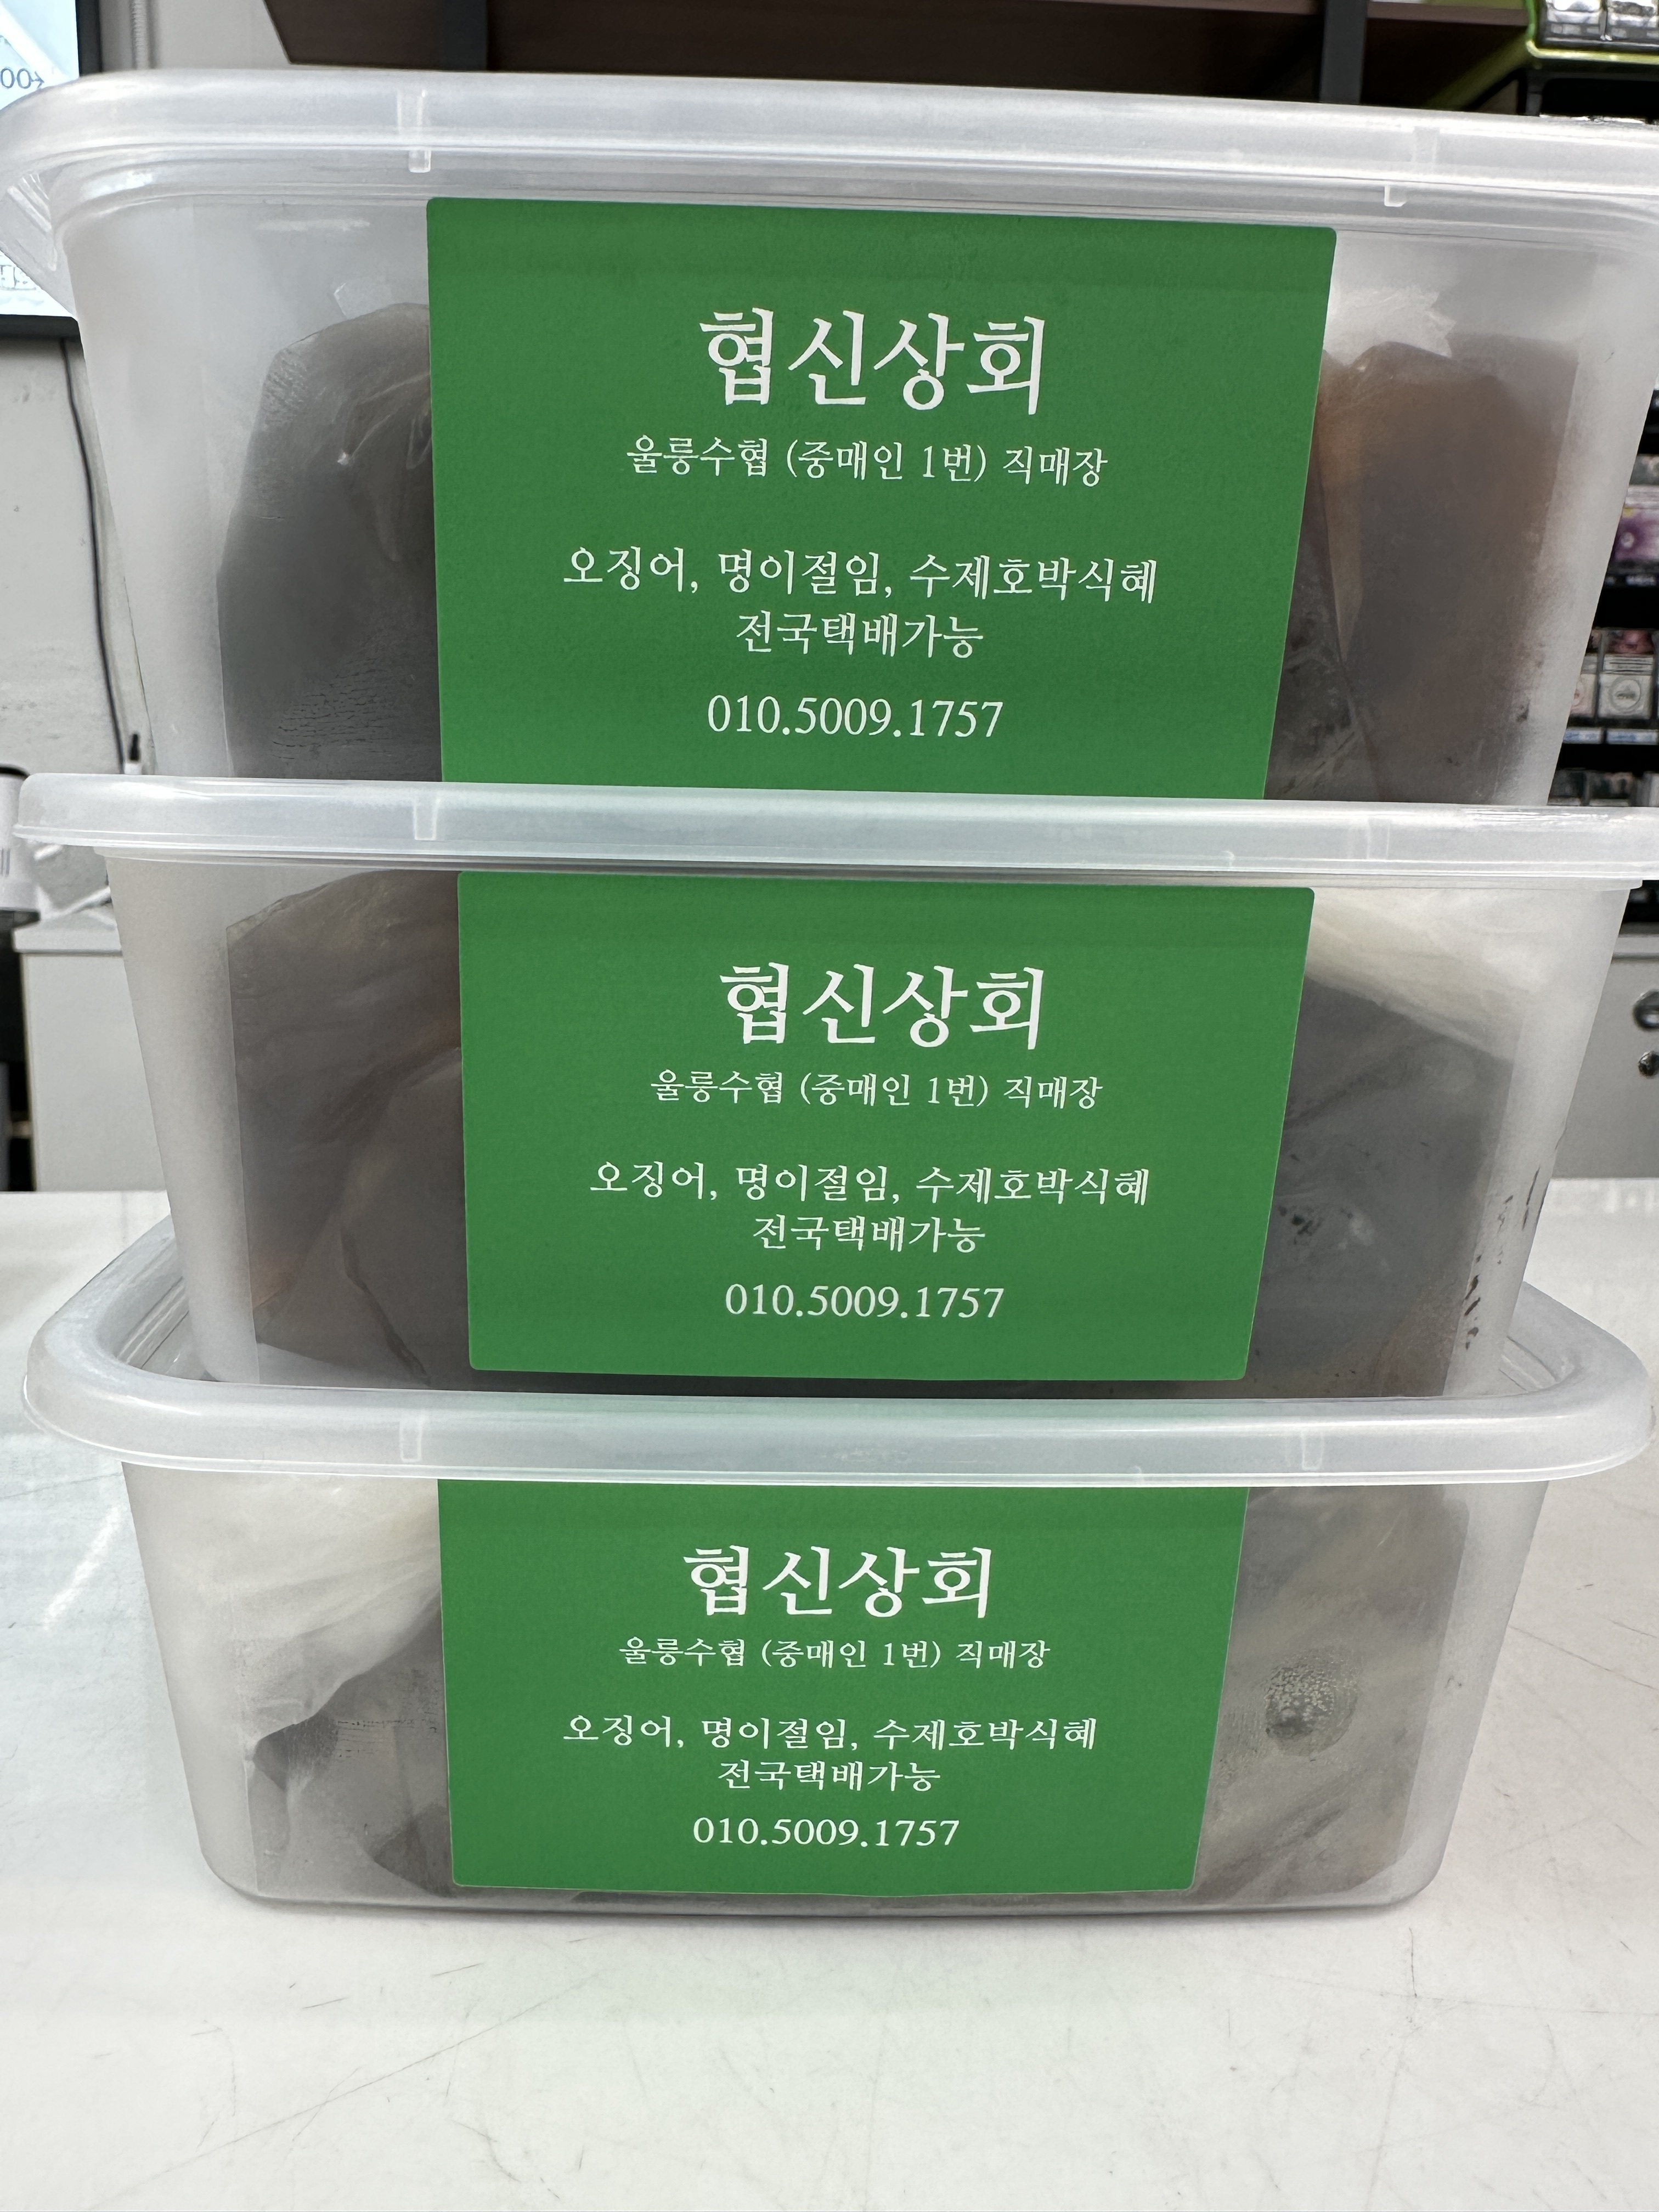 협신상회
울릉수협 (중매인 1번) 직매장
오징어, 명이절임, 수제호박식혜
전국택배가능
010.5009.1757
협신상회
울릉수협 (중매인 1번) 직매장
오징어, 명이절임, 수제호박식혜
전국택배가능
010.5009.1757
협신상회
울릉수협 (중매인 1번) 직매장
오징어, 명이절임, 수제호박식혜
전국택배가능
010.5009.1757